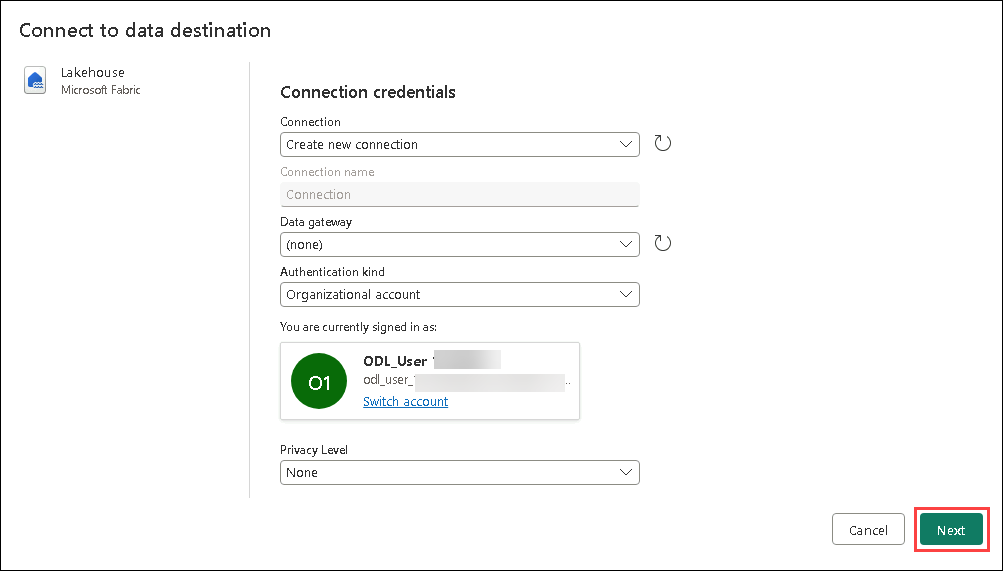 Connect to data destination
Lakehouse
Microsoft Fabric
Connection credentials
Connection
Create new connection
Connection name
Connection
Data gateway
(none)
Authentication kind
Organizational account
You are currently signed in as:
O1
ODL_User
odl_user_
Switch account
Privacy Level
None
Cancel
Next